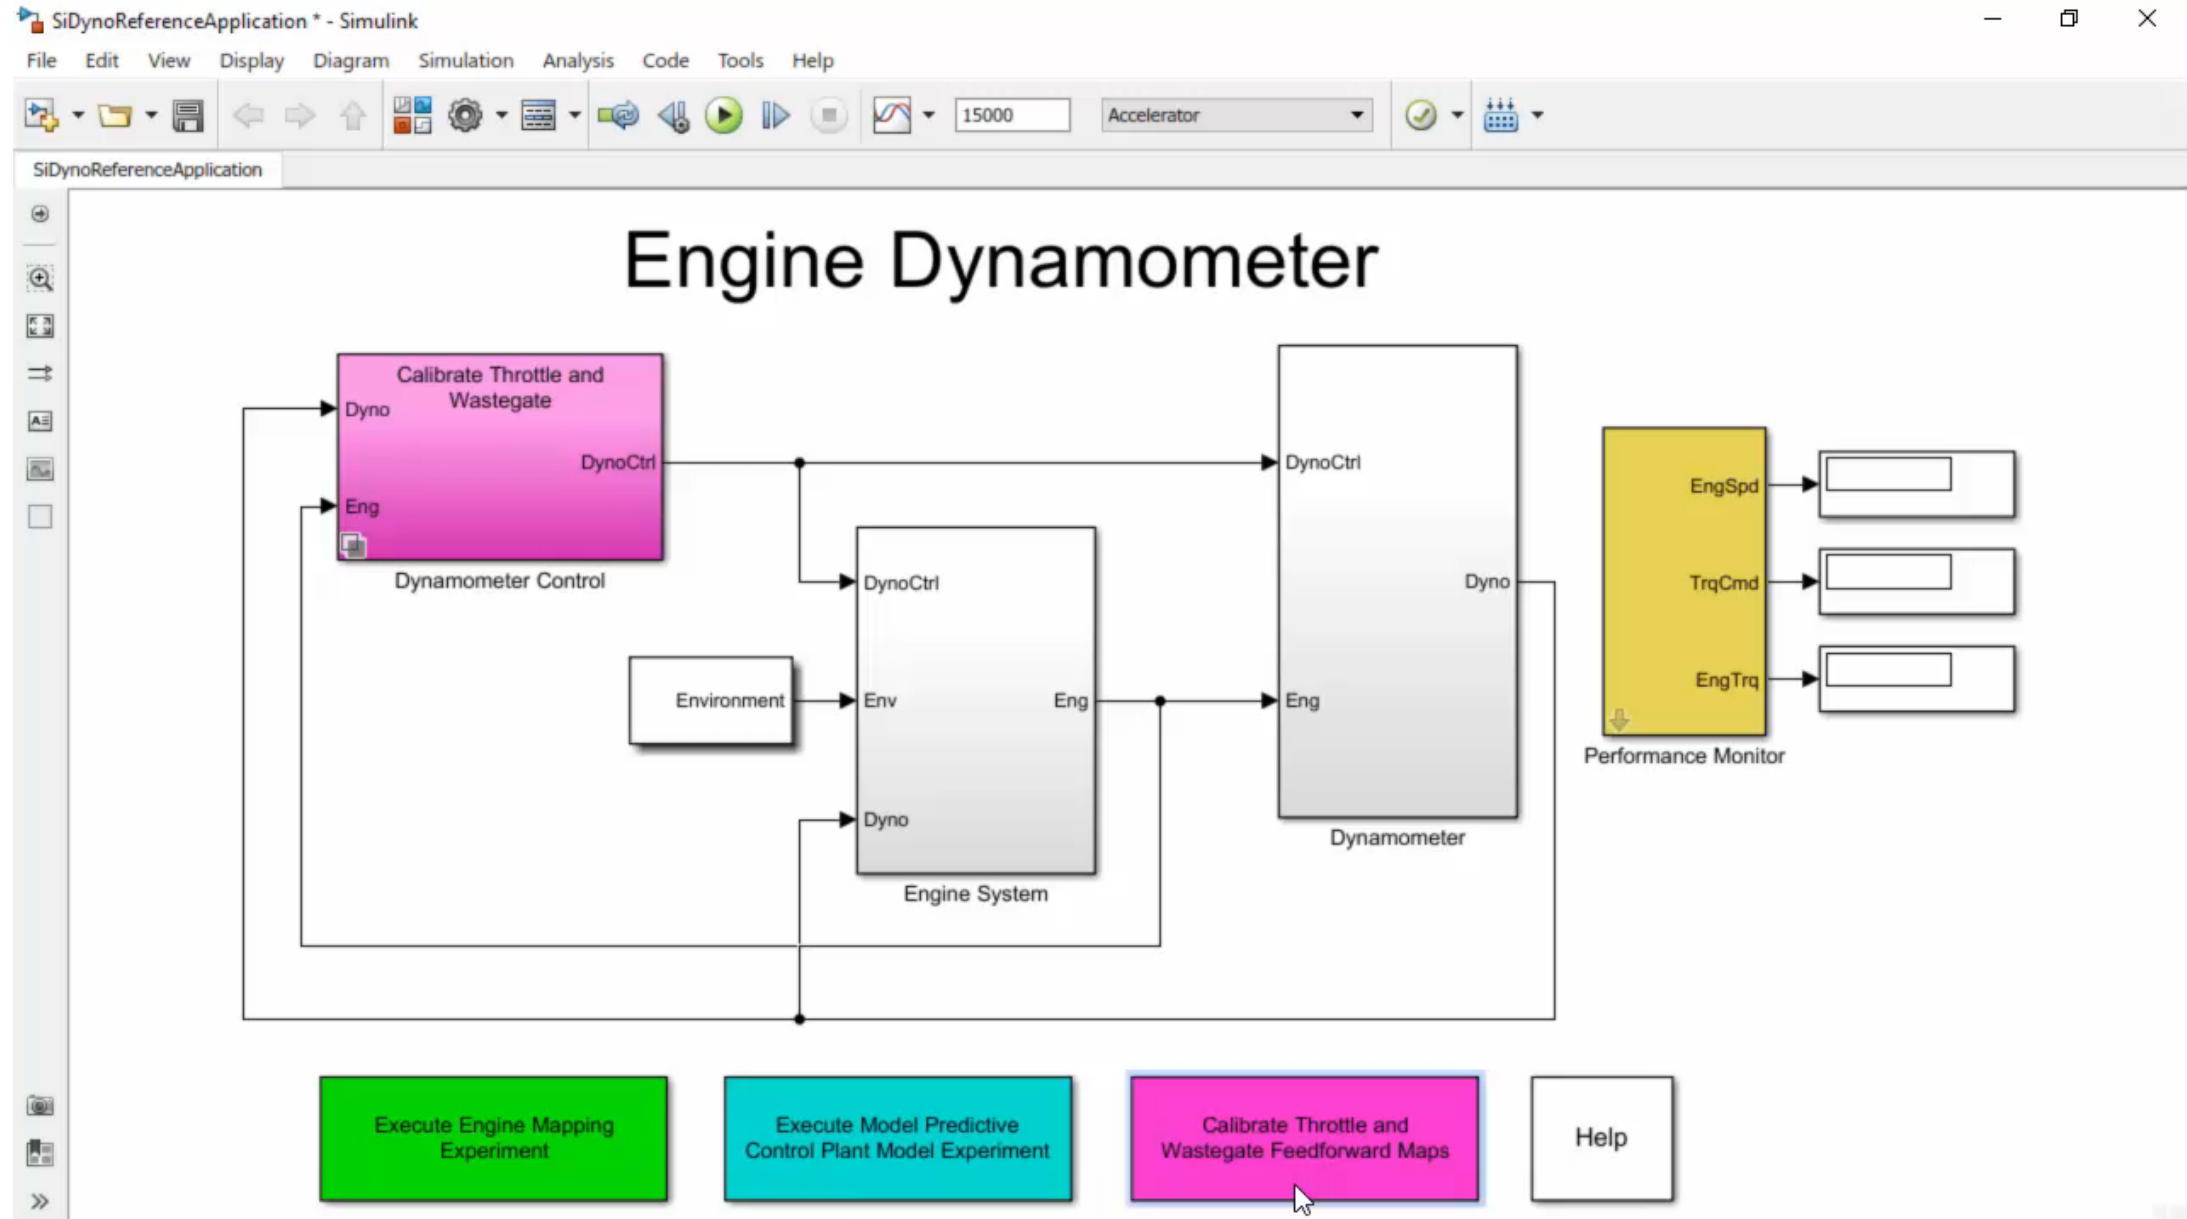 SiDynoReferenceApplication * - Simulink
File Edit View Display Diagram Simulation Analysis Code Tools Help
15000 Accelerator
SiDynoReferenceApplication
Engine Dynamometer
Calibrate Throttle and
Wastegate
Dyno
DynoCtrl
Eng
Dynamometer Control
DynoCtrl
Environment
Env
Eng
Dyno
Engine System
DynoCtrl
Dyno
Eng
Dynamometer
EngSpd
TrqCmd
EngTrq
Performance Monitor
Execute Engine Mapping
Experiment
Execute Model Predictive
Control Plant Model Experiment
Calibrate Throttle and
Wastegate Feedforward Maps
Help